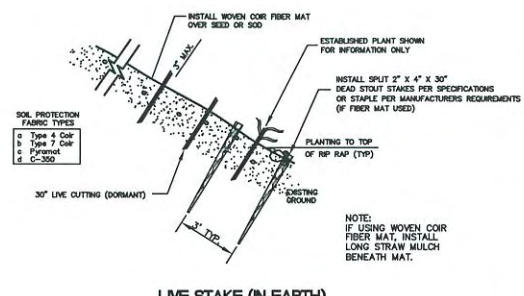 INSTALL WOVEN COIR FIBER MAT
OVER SEED OR SOD
3" MAX.
ESTABLISHED PLANT SHOWN
FOR INFORMATION ONLY
INSTALL SPLIT 2" X 4" X 30"
DEAD STOUT STAKES PER SPECIFICATIONS
OR STAPLE PER MANUFACTURERS REQUIREMENTS
(IF FIBER MAT USED)
SOIL PROTECTION
FABRIC TYPES
a Type 4 Coir
b Type 7 Coir
c Pyramat
d C-350
PLANTING TO TOP
OF RIP RAP (TYP)
30" LIVE CUTTING (DORMANT)
EXISTING
GROUND
3' TYP.
NOTE:
IF USING WOVEN COIR
FIBER MAT, INSTALL
LONG STRAW MULCH
BENEATH MAT.
LIVE STAKE (IN EARTH)